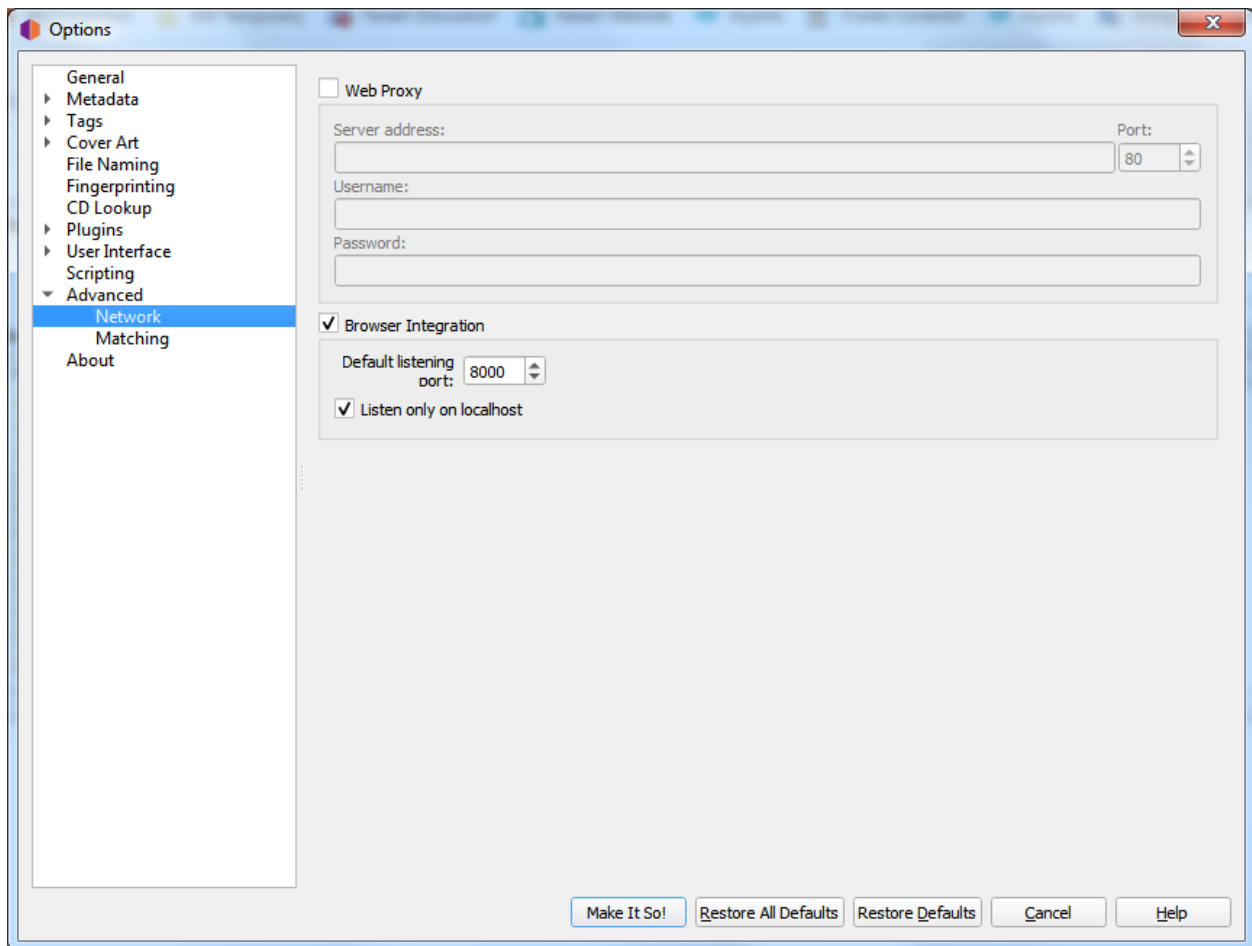 Options
General
Metadata
Tags
Cover Art
File Naming
Fingerprinting
CD Lookup
Plugins
User Interface
Scripting
Advanced
Network
Matching
About
Web Proxy
Server address: Port:
80
Username:
Password:
Browser Integration
Default listening
port: 8000
Listen only on localhost
Make It So! Restore All Defaults Restore Defaults Cancel Help